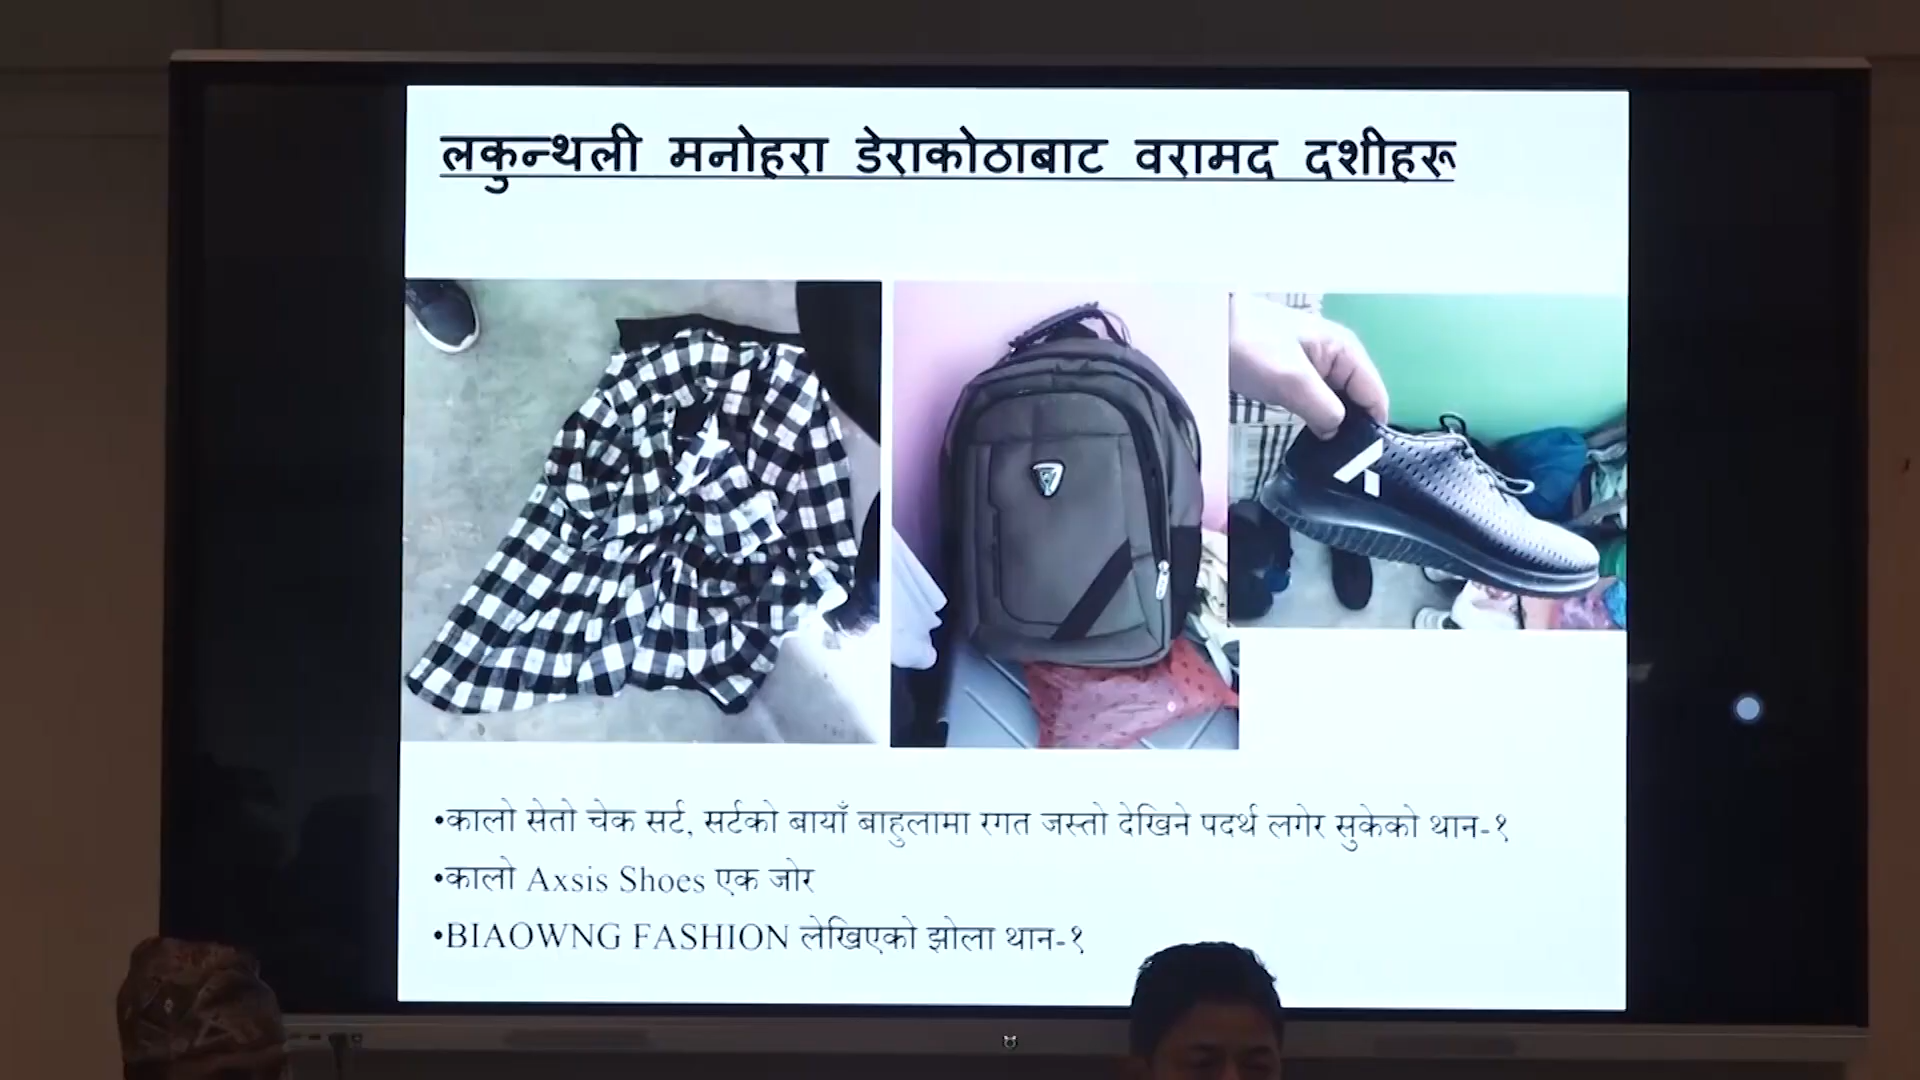 लकुन्थली मनोहरा डेराकोठाबाट वरामद दशीहरू
•कालो सेतो चेक सर्ट, सर्टको बायाँ बाहुलामा रगत जस्तो देखिने पदर्थ लगेर सुकेको थान-१
•कालो Axsis Shoes एक जोर
•BIAOWNG FASHION लेखिएको झोला थान-१